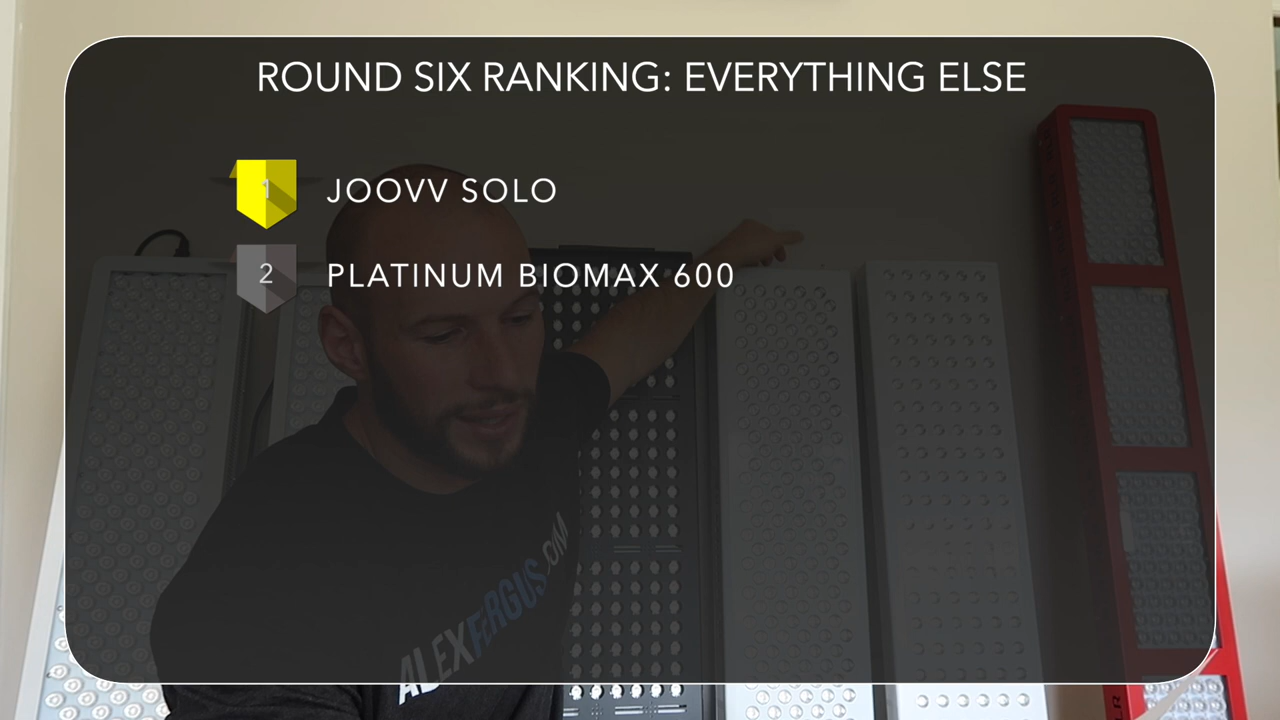 ROUND SIX RANKING: EVERYTHING ELSE
1 JOOVV SOLO
2 PLATINUM BIOMAX 600
ALEXFERGUS.COM